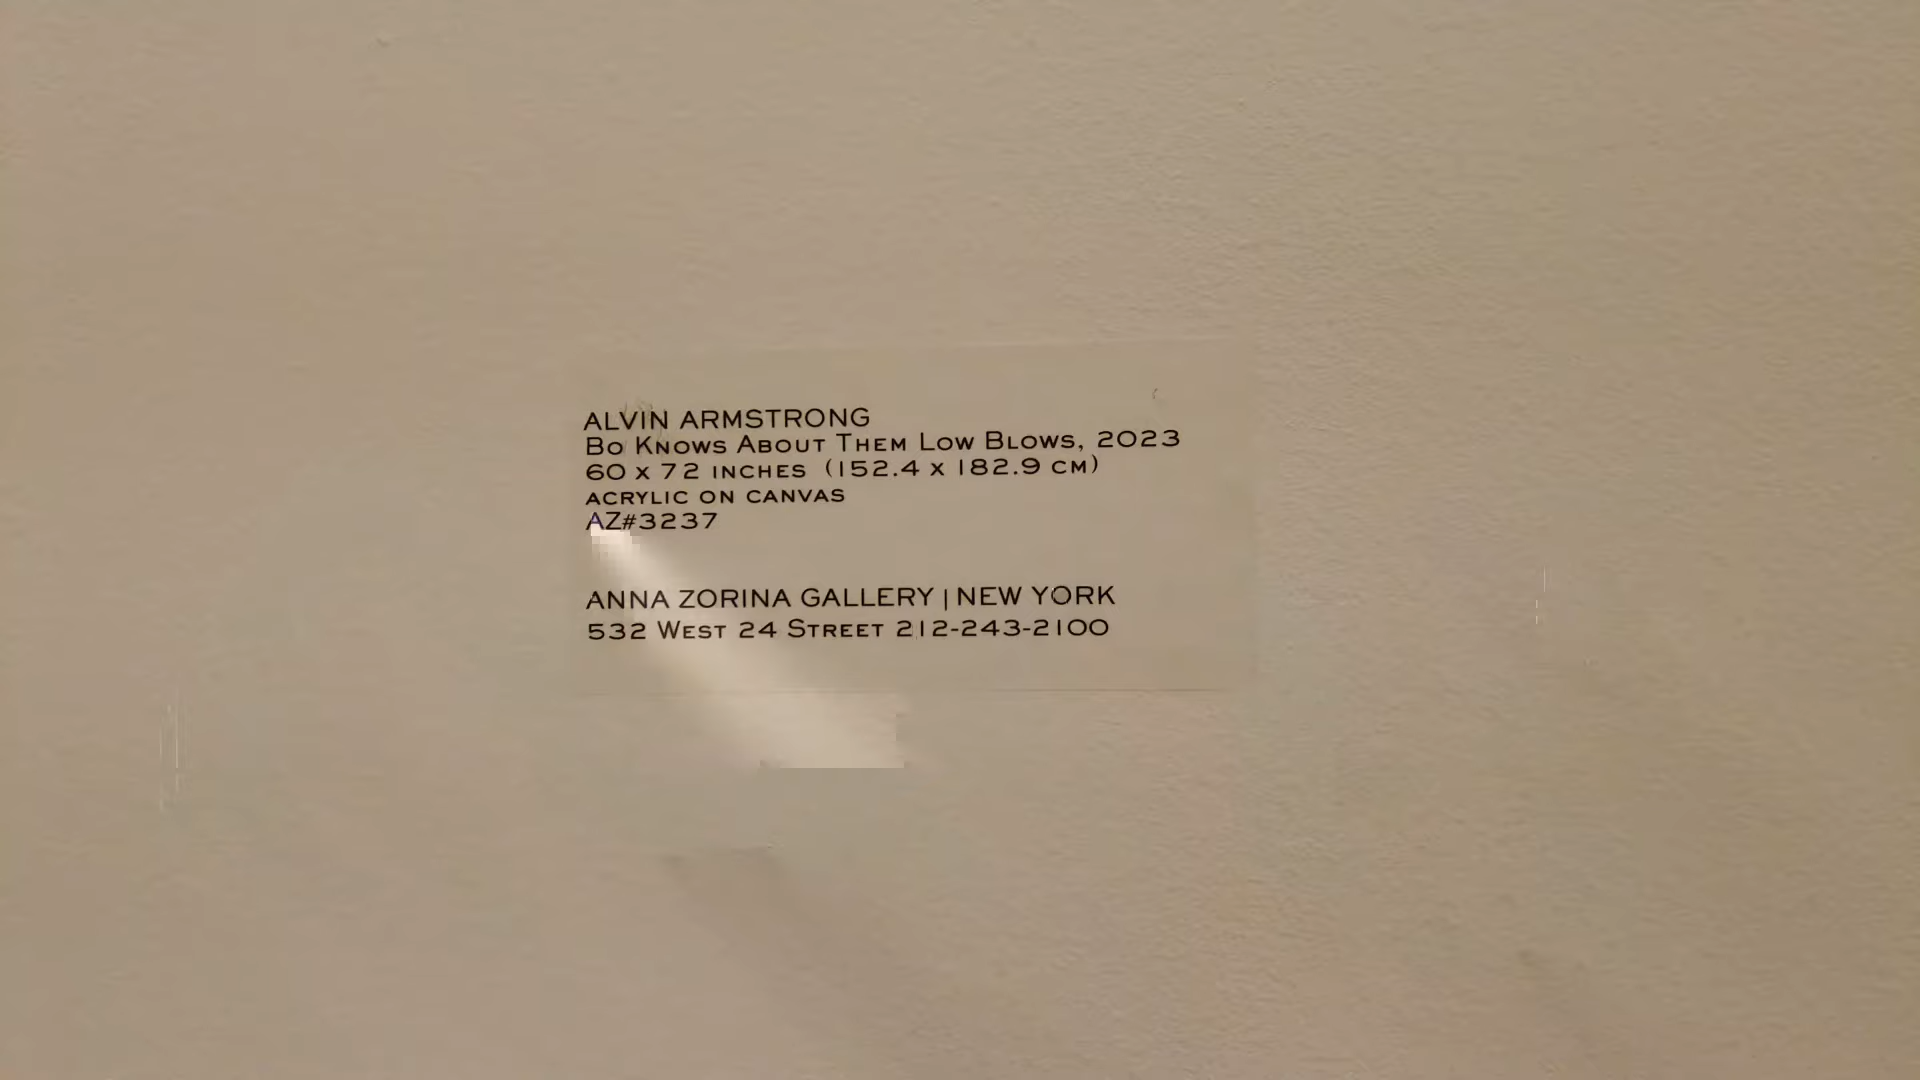 ALVIN ARMSTRONG
Bo Knows About Them Low Blows, 2023
60 x 72 inches (152.4 x 182.9 cm)
acrylic on canvas
AZ#3237
ANNA ZORINA GALLERY | NEW YORK
532 West 24 Street 212-243-2100